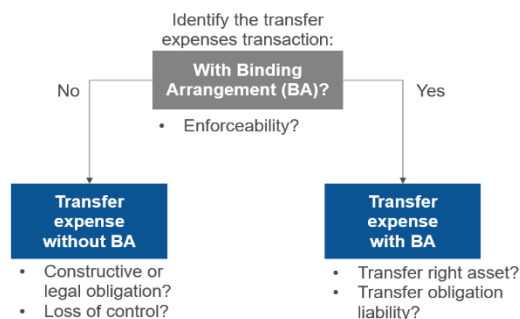 Identify the transfer
expenses transaction:
With Binding
Arrangement (BA)?
No
Yes
• Enforceability?
Transfer
expense
without BA
• Constructive or
legal obligation?
• Loss of control?
Transfer
expense
with BA
• Transfer right asset?
• Transfer obligation
liability?